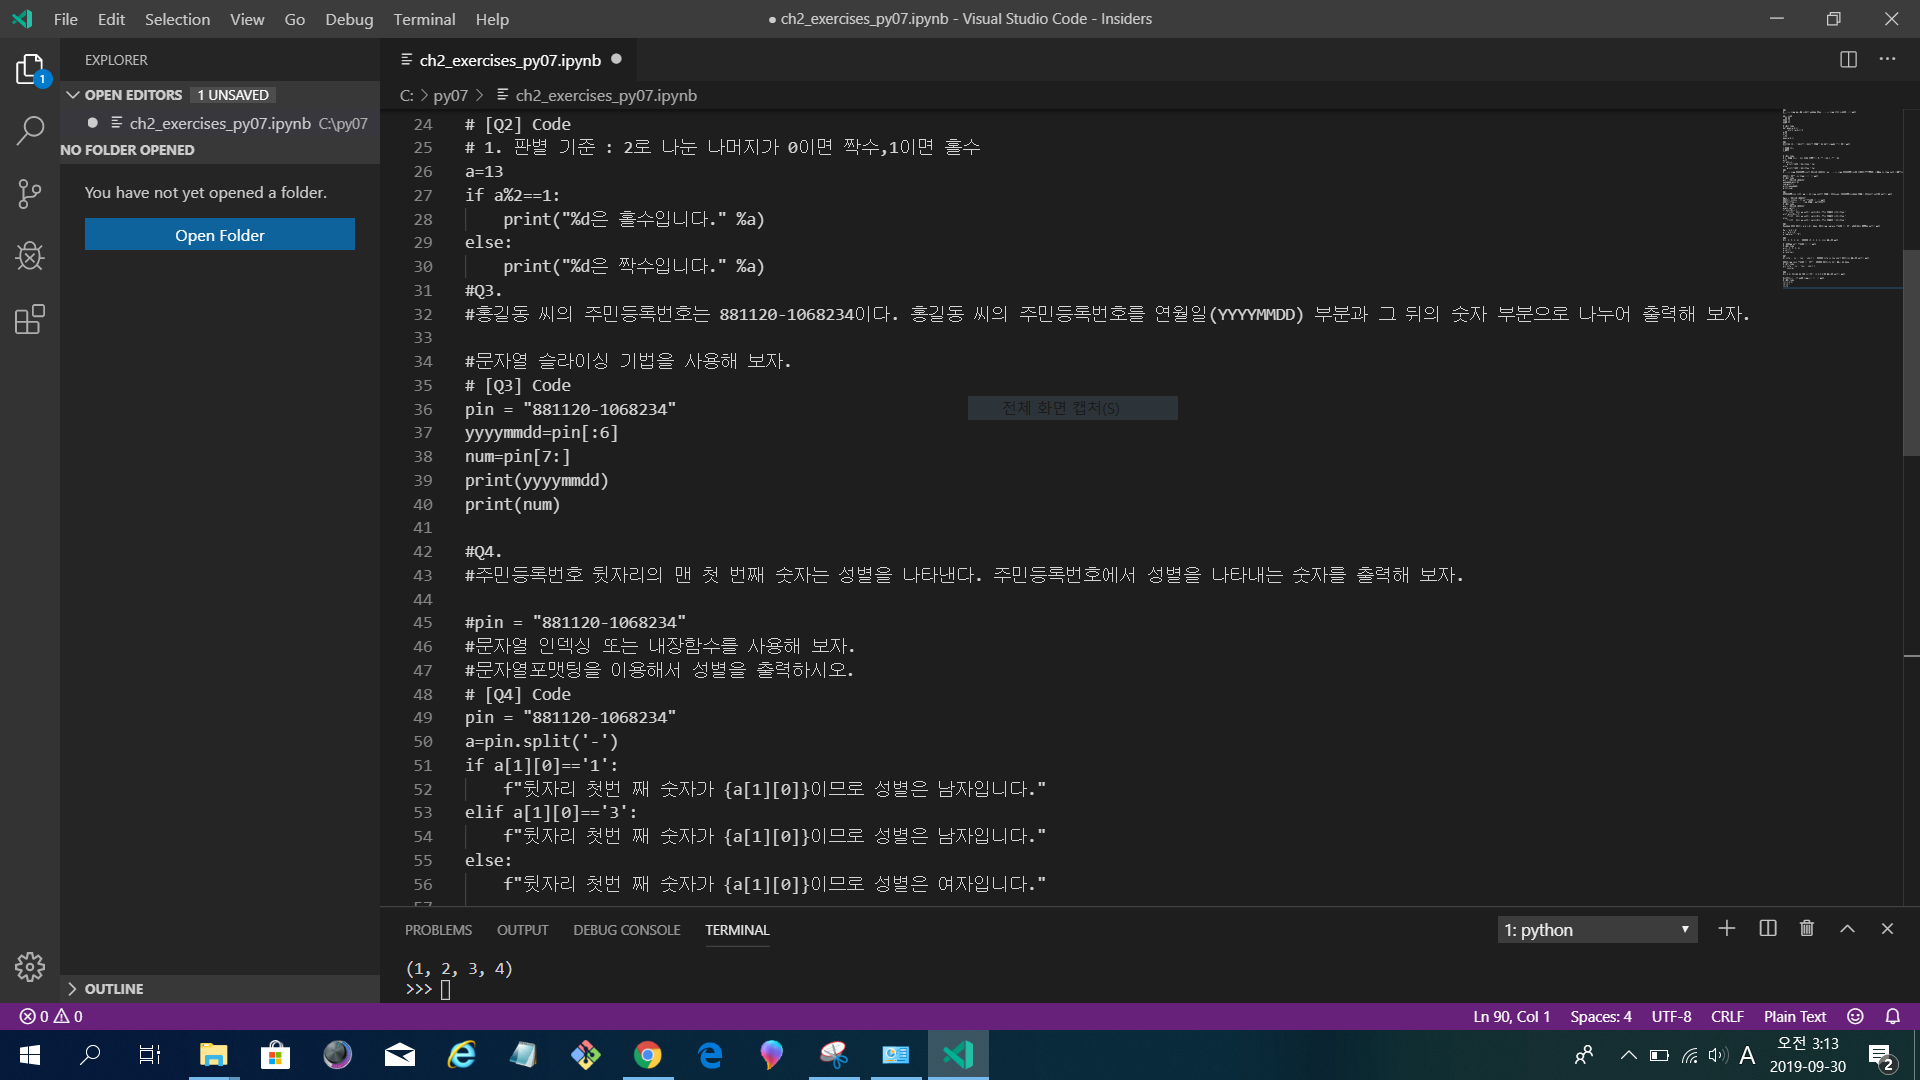 File Edit Selection View Go Debug Terminal Help
● ch2_exercises_py07.ipynb - Visual Studio Code - Insiders
EXPLORER
OPEN EDITORS 1 UNSAVED
ch2_exercises_py07.ipynb C:\py07
NO FOLDER OPENED
You have not yet opened a folder.
Open Folder
OUTLINE
1
ch2_exercises_py07.ipynb
C: > py07 > ch2_exercises_py07.ipynb
24 # [Q2] Code
25 # 1. 판별 기준 : 2로 나눈 나머지가 0이면 짝수,1이면 홀수
26 a=13
27 if a%2==1:
28     print("%d은 홀수입니다." %a)
29 else:
30     print("%d은 짝수입니다." %a)
31 #Q3.
32 #홍길동 씨의 주민등록번호는 881120-1068234이다. 홍길동 씨의 주민등록번호를 연월일(YYYYMMDD) 부분과 그 뒤의 숫자 부분으로 나누어 출력해 보자.
33
34 #문자열 슬라이싱 기법을 사용해 보자.
35 # [Q3] Code
36 pin = "881120-1068234"
37 yyyymmdd=pin[:6]
38 num=pin[7:]
39 print(yyyymmdd)
40 print(num)
41
42 #Q4.
43 #주민등록번호 뒷자리의 맨 첫 번째 숫자는 성별을 나타낸다. 주민등록번호에서 성별을 나타내는 숫자를 출력해 보자.
44
45 #pin = "881120-1068234"
46 #문자열 인덱싱 또는 내장함수를 사용해 보자.
47 #문자열포맷팅을 이용해서 성별을 출력하시오.
48 # [Q4] Code
49 pin = "881120-1068234"
50 a=pin.split('-')
51 if a[1][0]=='1':
52     f"뒷자리 첫번 째 숫자가 {a[1][0]}이므로 성별은 남자입니다."
53 elif a[1][0]=='3':
54     f"뒷자리 첫번 째 숫자가 {a[1][0]}이므로 성별은 남자입니다."
55 else:
56     f"뒷자리 첫번 째 숫자가 {a[1][0]}이므로 성별은 여자입니다."
57
전체 화면 캡처(S)
PROBLEMS OUTPUT DEBUG CONSOLE TERMINAL
1: python
(1, 2, 3, 4)
>>>
0 0
Ln 90, Col 1 Spaces: 4 UTF-8 CRLF Plain Text
A
오전 3:13
2019-09-30
2